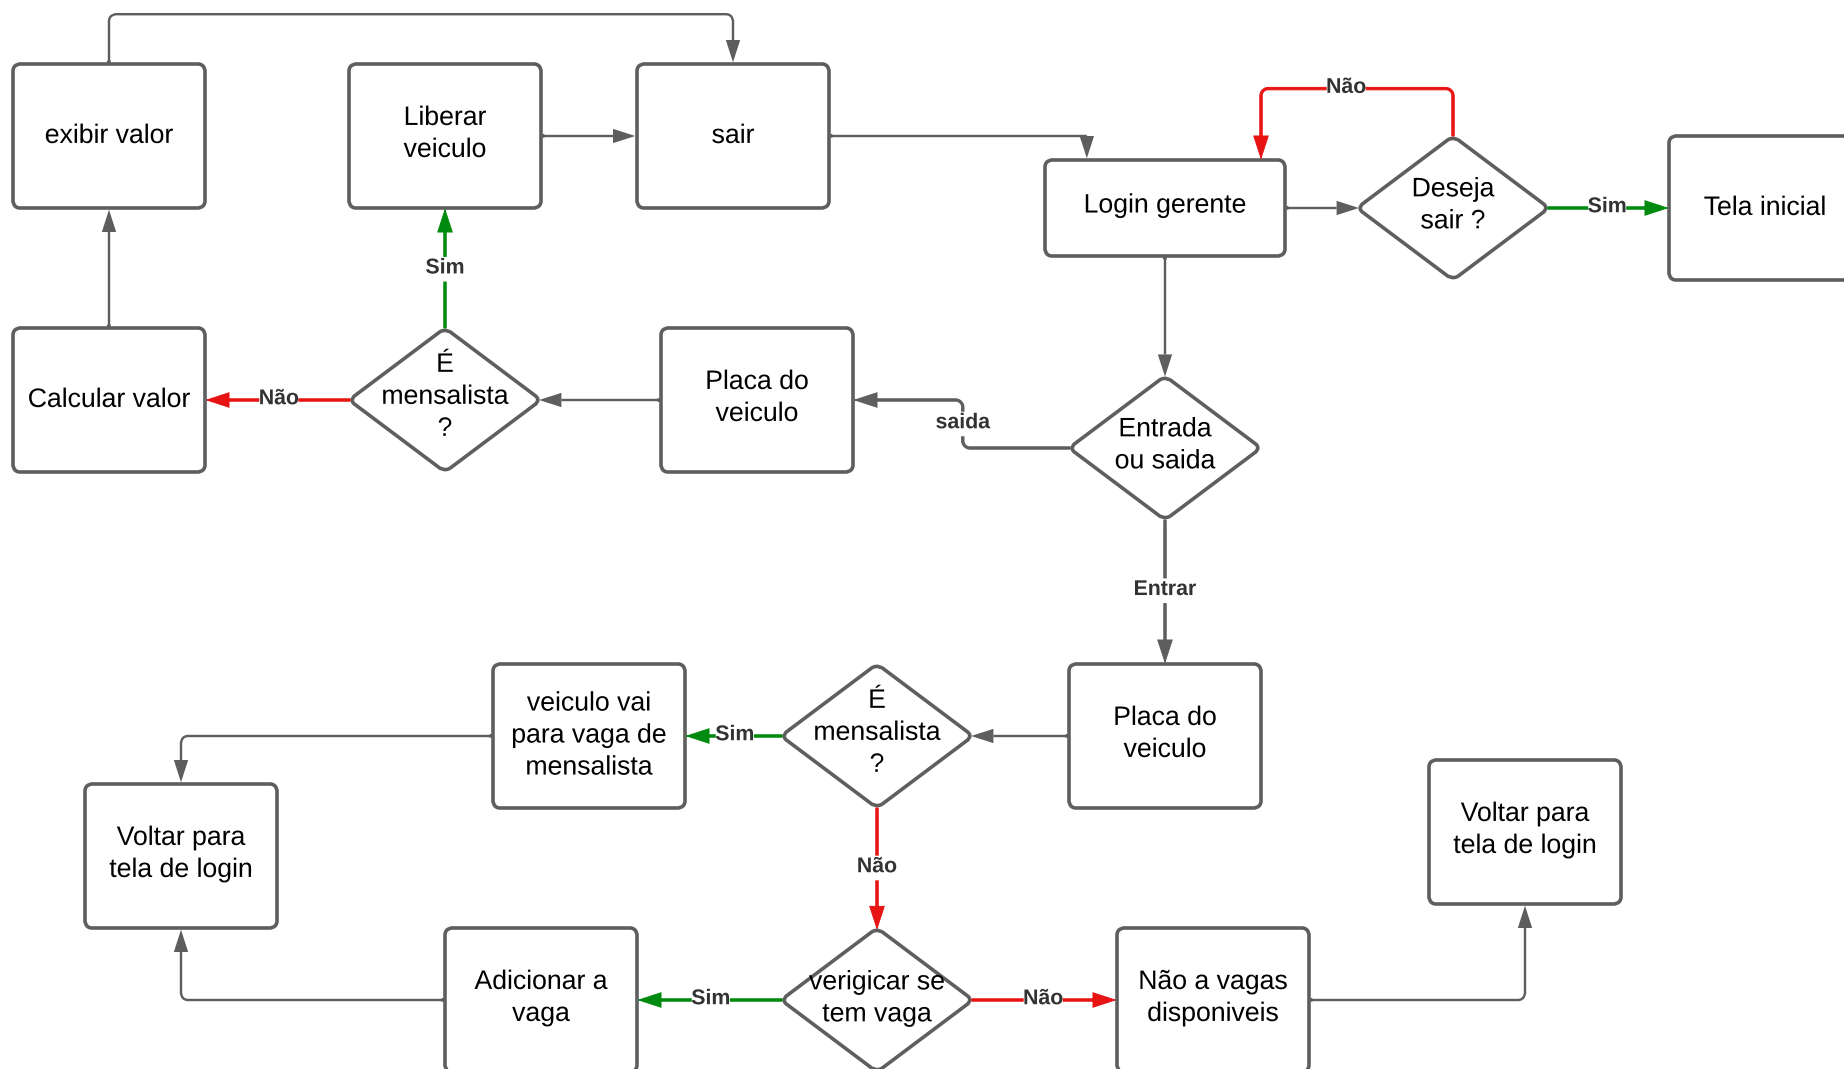 Não
exibir valor
Liberar
veiculo
sair
Login gerente
Deseja
sair ?
Sim
Tela inicial
Sim
Calcular valor
Não
É
mensalista
?
Placa do
veiculo
saida
Entrada
ou saida
Entrar
veiculo vai
para vaga de
mensalista
Sim
É
mensalista
?
Placa do
veiculo
Voltar para
tela de login
Não
Voltar para
tela de login
Adicionar a
vaga
Sim
verigicar se
tem vaga
Não
Não a vagas
disponiveis